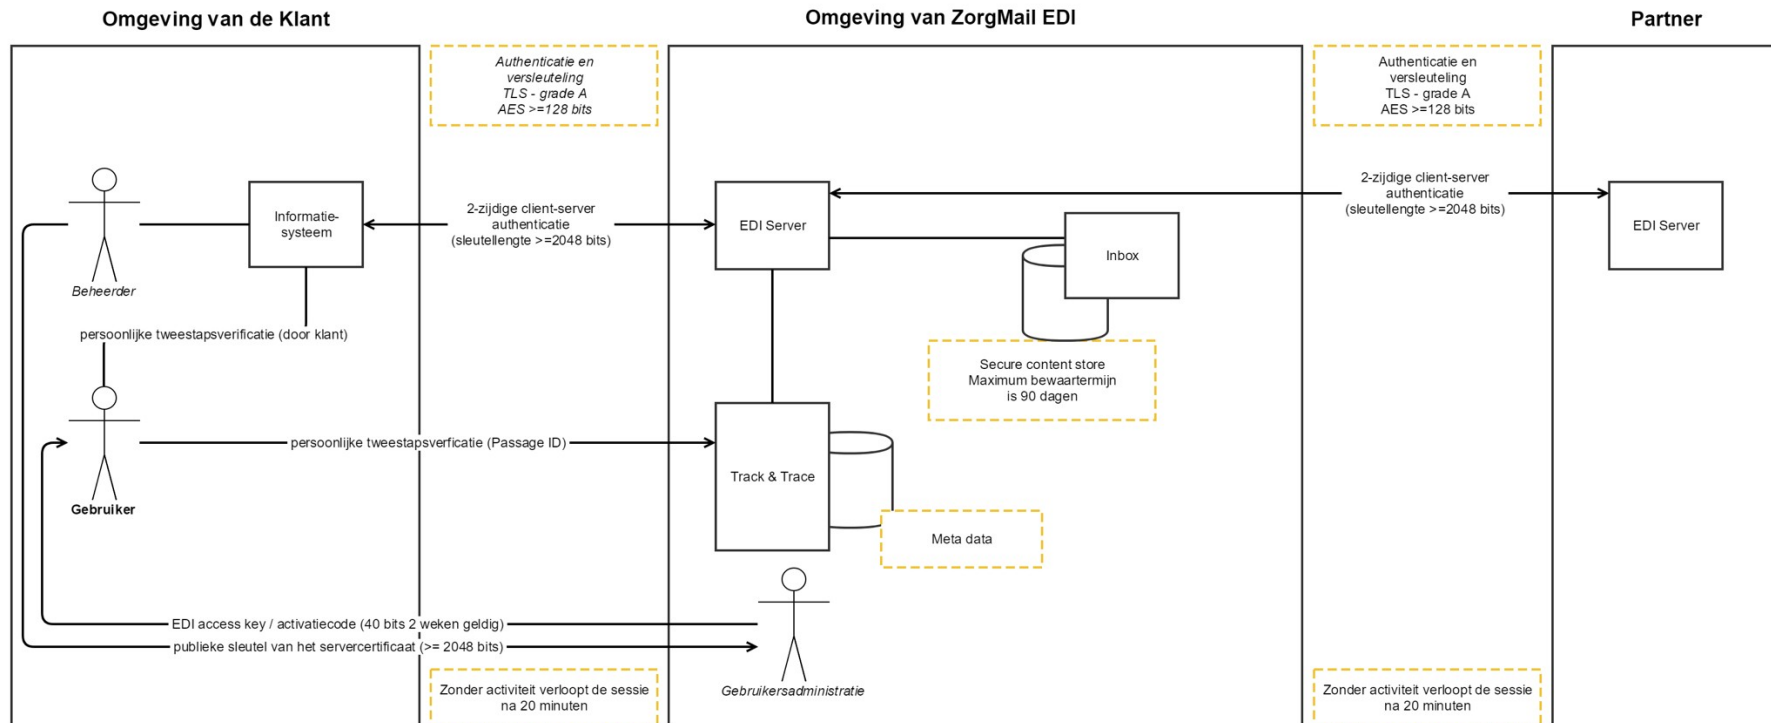 Omgeving van de Klant
Omgeving van ZorgMail EDI
Partner
Authenticatie en
versleuteling
TLS - grade A
AES >=128 bits
Authenticatie en
versleuteling
TLS - grade A
AES >=128 bits
Informatie-
systeem
2-zijdige client-server
authenticatie
(sleutellengte >=2048 bits)
EDI Server
Inbox
2-zijdige client-server
authenticatie
(sleutellengte >=2048 bits)
EDI Server
Beheerder
persoonlijke tweestapsverificatie (door klant)
Secure content store
Maximum bewaartermijn
is 90 dagen
persoonlijke tweestapsverficatie (Passage ID)
Track & Trace
Gebruiker
Meta data
EDI access key / activatiecode (40 bits 2 weken geldig)
publieke sleutel van het servercertificaat (>= 2048 bits)
Gebruikersadministratie
Zonder activiteit verloopt de sessie
na 20 minuten
Zonder activiteit verloopt de sessie
na 20 minuten